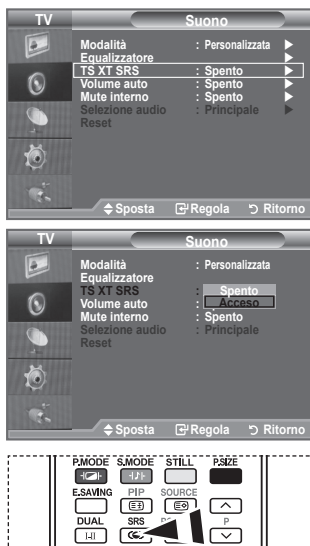 TV Suono
Modalità : Personalizzata
Equalizzatore
TS XT SRS : Spento
Volume auto : Spento
Mute interno : Spento
Selezione audio : Principale
Reset
Sposta Regola Ritorno
TV Suono
Modalità : Personalizzata
Equalizzatore
TS XT SRS : Spento
Volume auto : Acceso
Mute interno : Spento
Selezione audio : Principale
Reset
Sposta Regola Ritorno
P.MODE S.MODE STILL P.SIZE
E.SAVING PIP SOURCE
DUAL SRS P
I-II